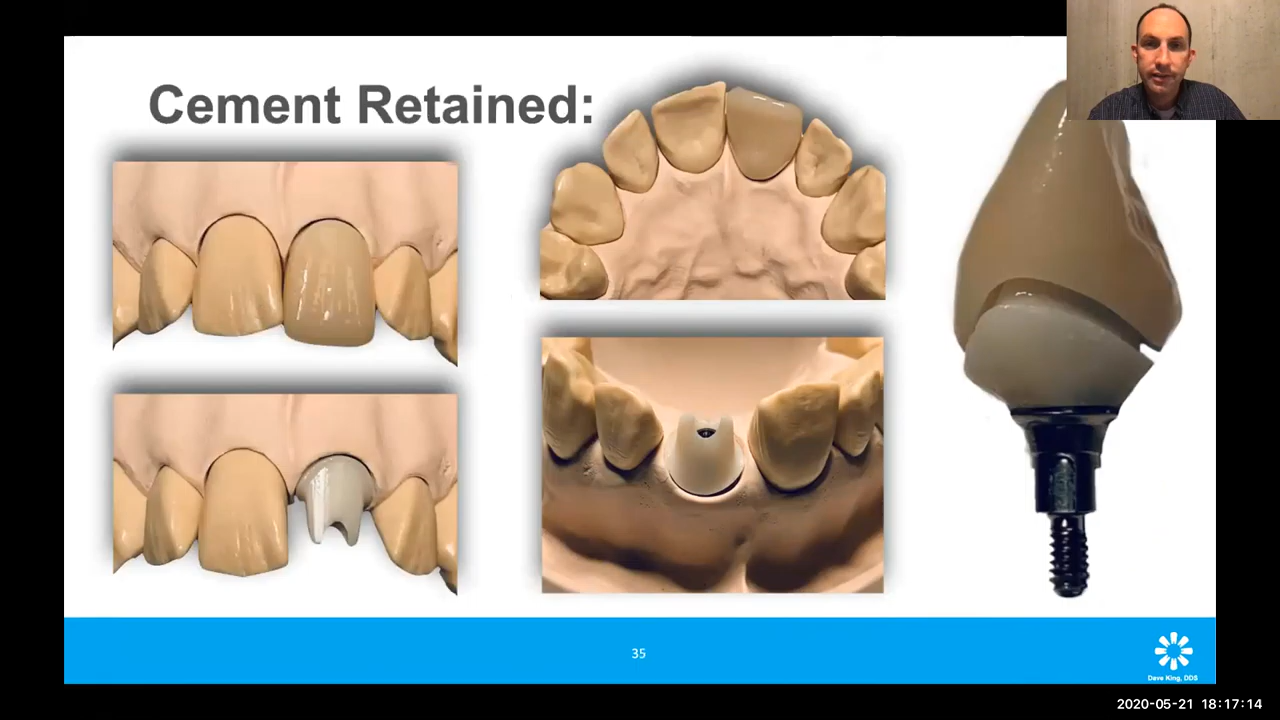 Cement Retained:
35
Dave King, DDS
2020-05-21 18:17:14